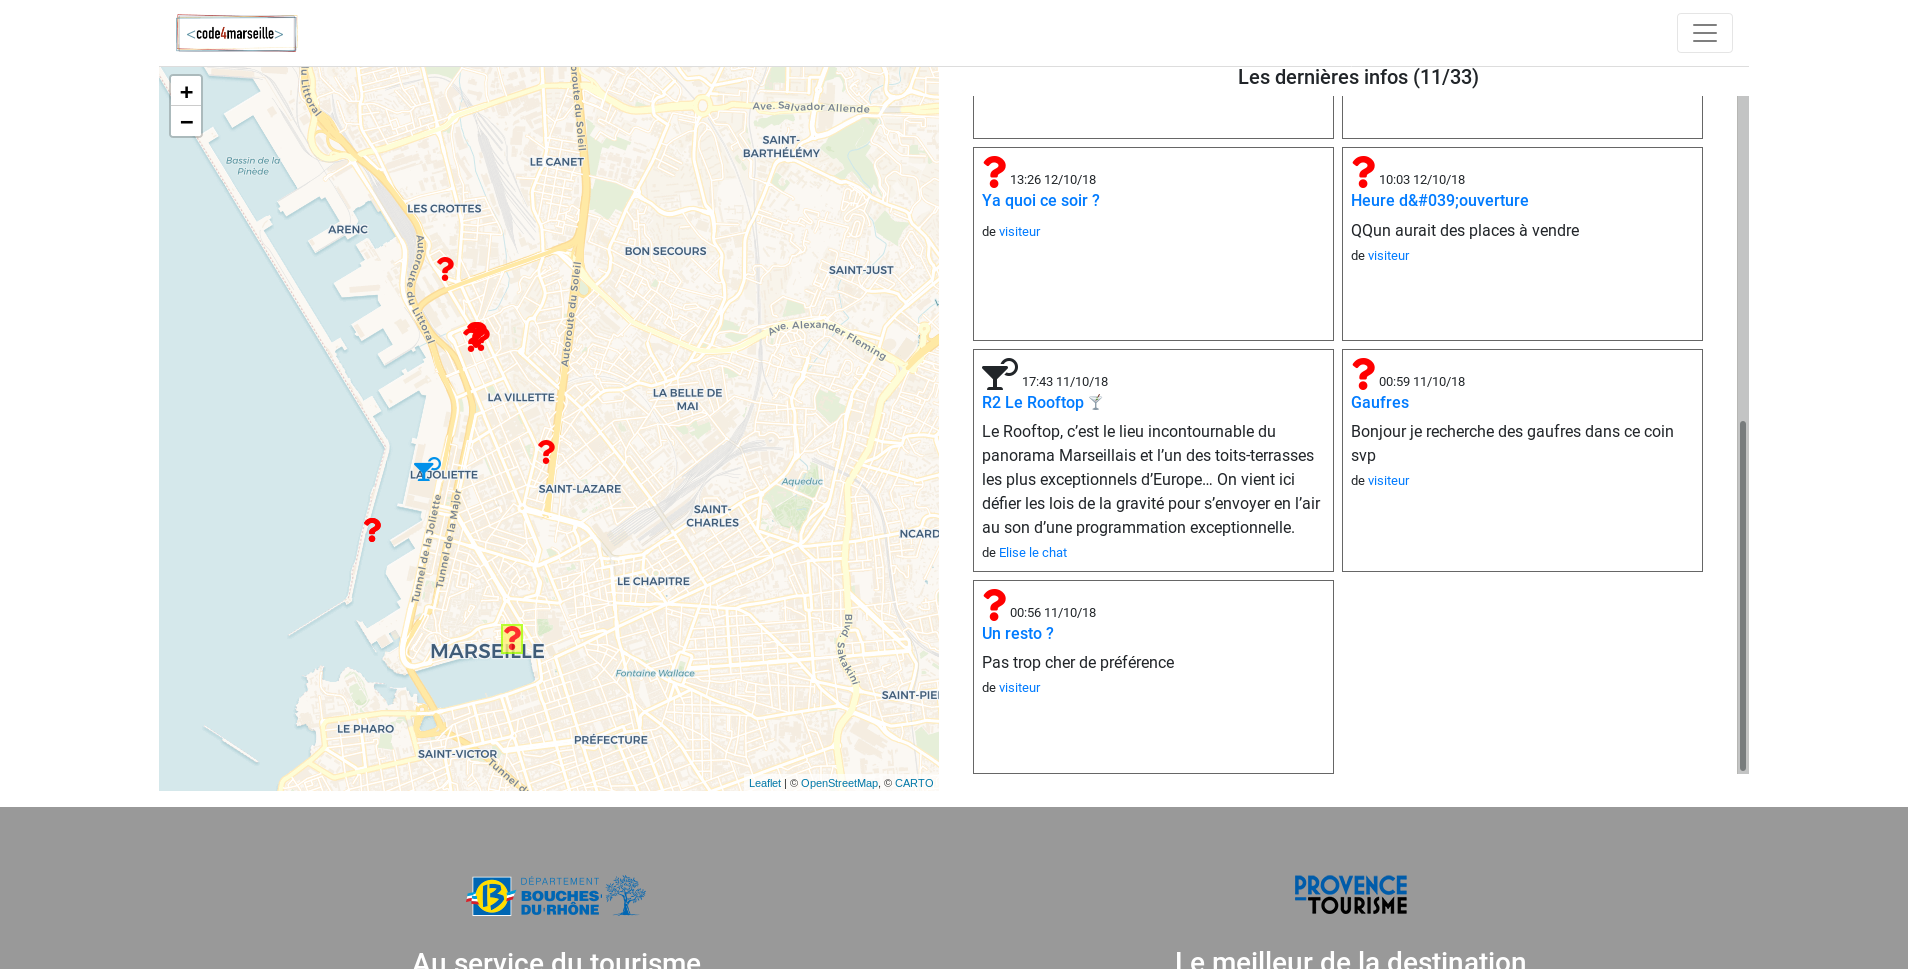 <code4marseille>
+
−
Ave. Salvador Allende
SAINT-
BARTHÉLÉMY
Bassin de la
Pinède
LE CANET
LES CROTTES
ARENC
BON SECOURS
SAINT-JUST
Autoroute du Littoral
Autoroute du Soleil
Ave. Alexander Fleming
LA VILLETTE
LA BELLE DE
MAI
LA JOLIETTE
SAINT-LAZARE
Aqueduc
SAINT-
CHARLES
Tunnel de la Joliette
Tunnel de la Major
LE CHAPITRE
Blvd. Sakakini
MARSEILLE
Fontaine Wallace
LE PHARO
SAINT-VICTOR
PRÉFECTURE
Leaflet | © OpenStreetMap, © CARTO
Les dernières infos (11/33)
13:26 12/10/18
Ya quoi ce soir ?
de visiteur
10:03 12/10/18
Heure d&#039;ouverture
QQun aurait des places à vendre
de visiteur
17:43 11/10/18
R2 Le Rooftop 🍸
Le Rooftop, c’est le lieu incontournable du
panorama Marseillais et l’un des toits-terrasses
les plus exceptionnels d’Europe… On vient ici
défier les lois de la gravité pour s’envoyer en l’air
au son d’une programmation exceptionnelle.
de Elise le chat
00:59 11/10/18
Gaufres
Bonjour je recherche des gaufres dans ce coin
svp
de visiteur
00:56 11/10/18
Un resto ?
Pas trop cher de préférence
de visiteur
DÉPARTEMENT
BOUCHES
DU RHÔNE
PROVENCE
TOURISME
Au service du tourisme
Le meilleur de la destination